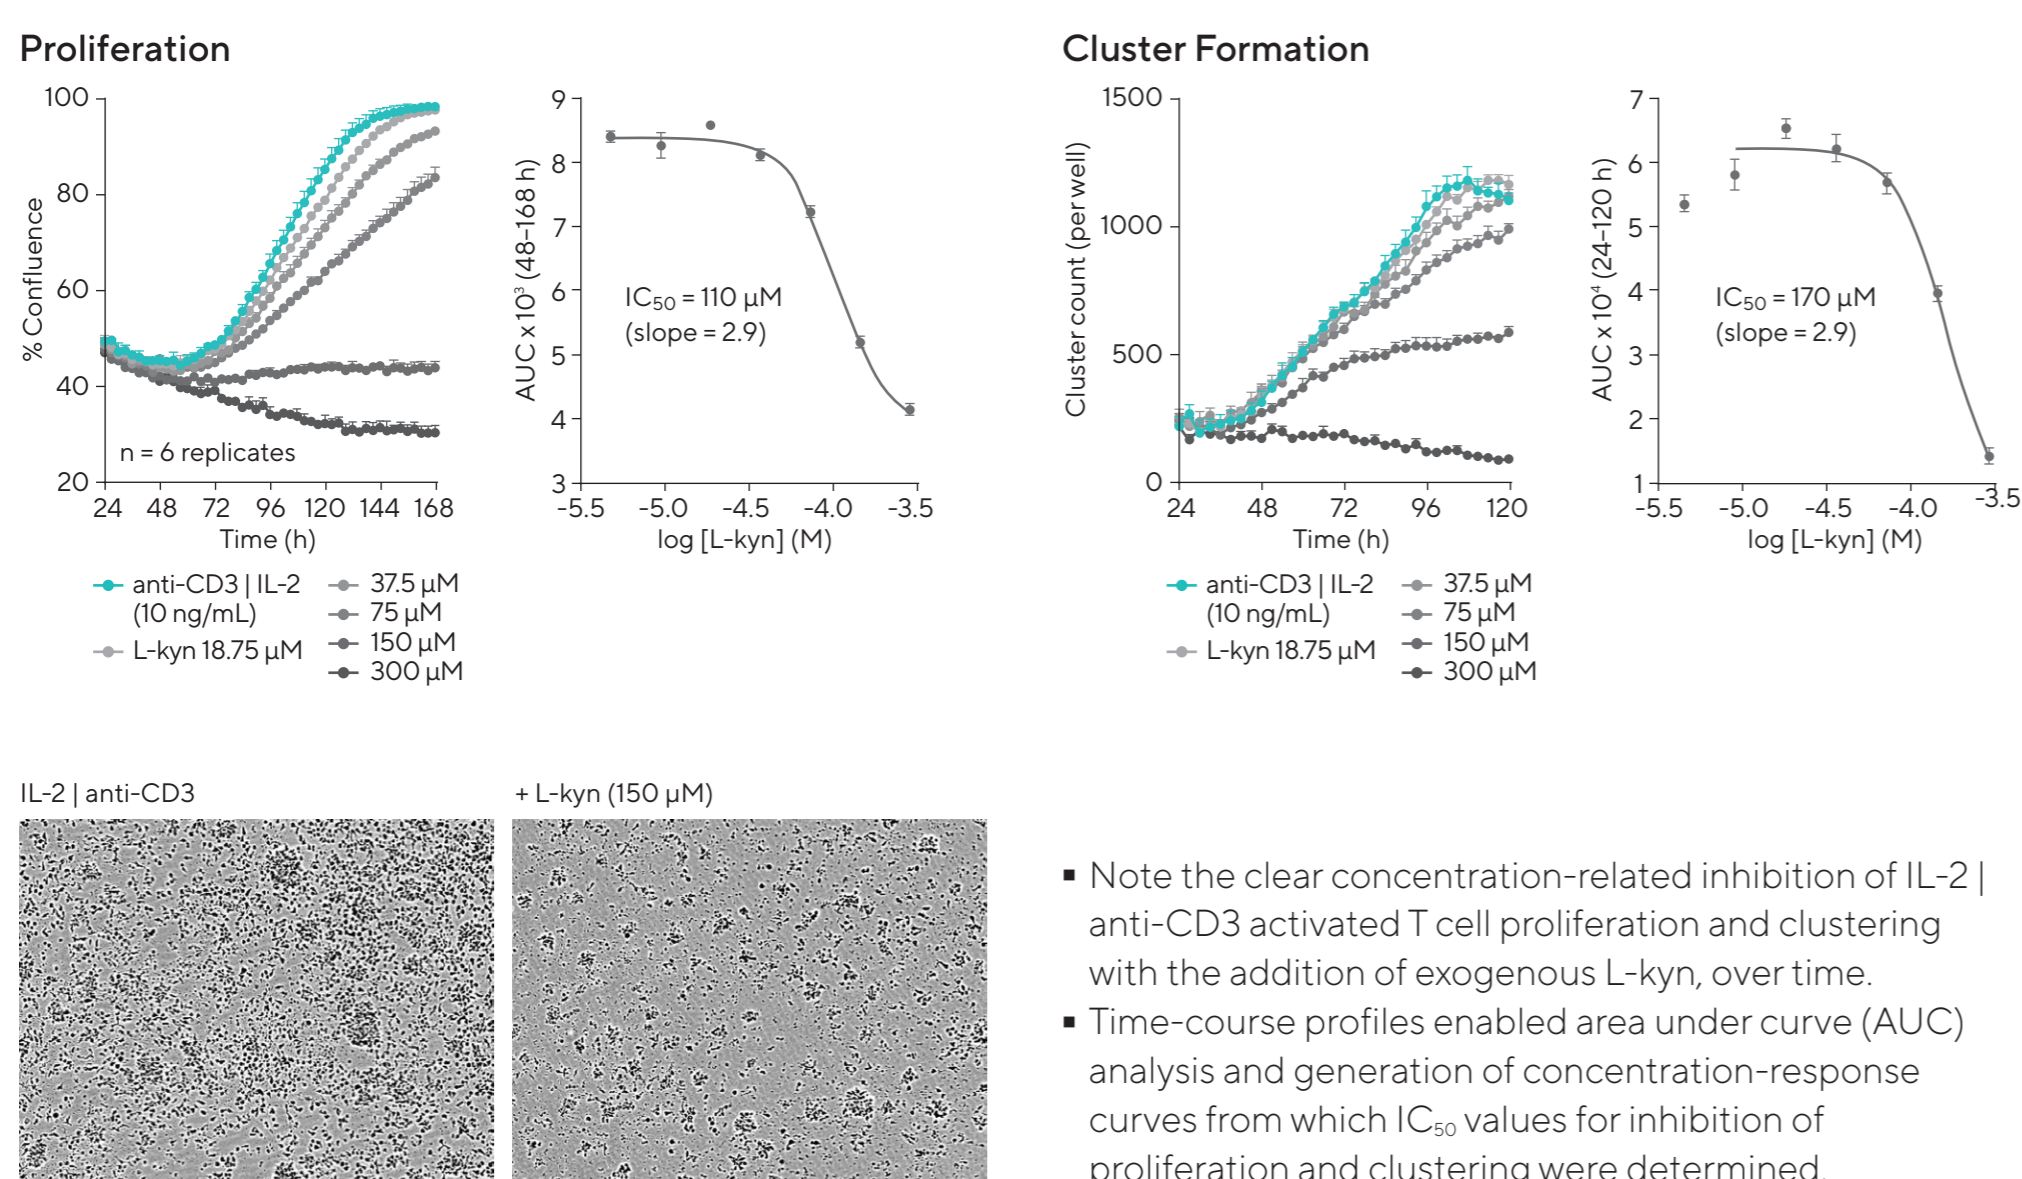 Proliferation
% Confluence
100
80
60
40
20
n = 6 replicates
24 48 72 96 120 144 168
Time (h)
anti-CD3 | IL-2
(10 ng/mL)
L-kyn 18.75 µM
37.5 µM
75 µM
150 µM
300 µM
AUC x 10³ (48–168 h)
9
8
7
6
5
4
3
IC₅₀ = 110 µM
(slope = 2.9)
-5.5 -5.0 -4.5 -4.0 -3.5
log [L-kyn] (M)
Cluster Formation
Cluster count (per well)
1500
1000
500
0
24 48 72 96 120
Time (h)
anti-CD3 | IL-2
(10 ng/mL)
L-kyn 18.75 µM
37.5 µM
75 µM
150 µM
300 µM
AUC x 10⁴ (24–120 h)
7
6
5
4
3
2
1
IC₅₀ = 170 µM
(slope = 2.9)
-5.5 -5.0 -4.5 -4.0 -3.5
log [L-kyn] (M)
IL-2 | anti-CD3
+ L-kyn (150 µM)
▪ Note the clear concentration-related inhibition of IL-2 |
anti-CD3 activated T cell proliferation and clustering
with the addition of exogenous L-kyn, over time.
▪ Time-course profiles enabled area under curve (AUC)
analysis and generation of concentration-response
curves from which IC₅₀ values for inhibition of
proliferation and clustering were determined.